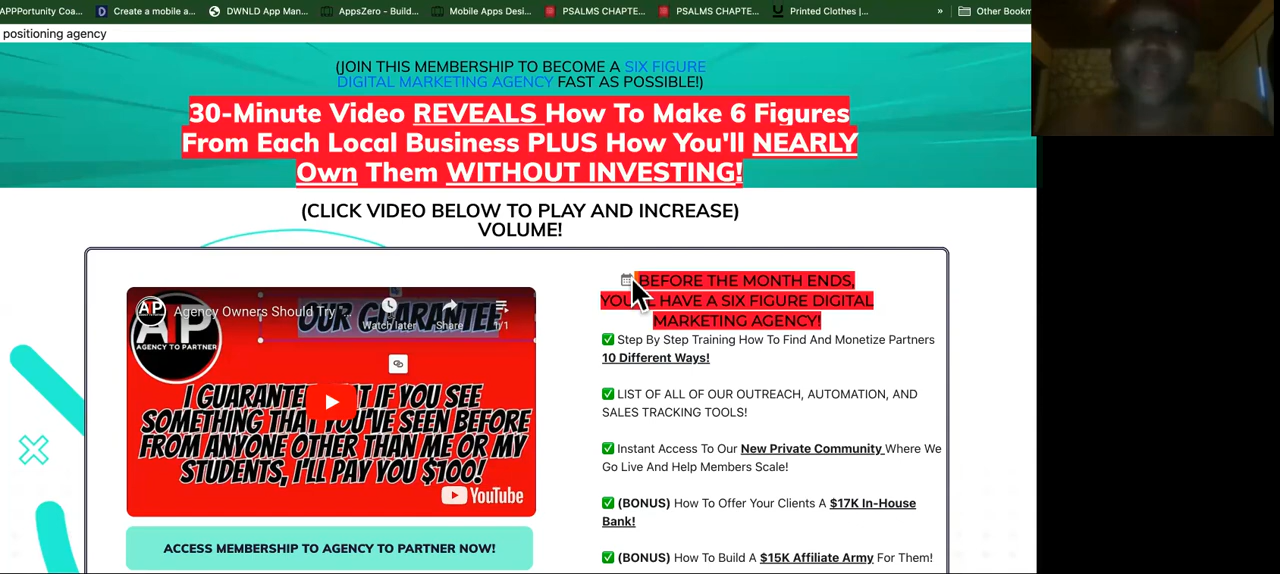 APPPortunity Coa...
Create a mobile a...
DWNLD App Man...
AppsZero - Build...
Mobile Apps Desi...
PSALMS CHAPTE...
PSALMS CHAPTE...
Printed Clothes |...
»
Other Bookm
positioning agency
(JOIN THIS MEMBERSHIP TO BECOME A SIX FIGURE
DIGITAL MARKETING AGENCY FAST AS POSSIBLE!)
30-Minute Video REVEALS How To Make 6 Figures
From Each Local Business PLUS How You'll NEARLY
Own Them WITHOUT INVESTING!
(CLICK VIDEO BELOW TO PLAY AND INCREASE)
VOLUME!
AP
Agency Owners Should Try
OUR GUARANTEE
Watch later
Share
1/1
AP
AGENCY TO PARTNER
I GUARANTEE THAT IF YOU SEE
SOMETHING THAT YOU'VE SEEN BEFORE
FROM ANYONE OTHER THAN ME OR MY
STUDENTS, I'LL PAY YOU $100!
YouTube
ACCESS MEMBERSHIP TO AGENCY TO PARTNER NOW!
BEFORE THE MONTH ENDS,
YOU'LL HAVE A SIX FIGURE DIGITAL
MARKETING AGENCY!
✅ Step By Step Training How To Find And Monetize Partners
10 Different Ways!
✅ LIST OF ALL OF OUR OUTREACH, AUTOMATION, AND
SALES TRACKING TOOLS!
✅ Instant Access To Our New Private Community Where We
Go Live And Help Members Scale!
✅ (BONUS) How To Offer Your Clients A $17K In-House
Bank!
✅ (BONUS) How To Build A $15K Affiliate Army For Them!